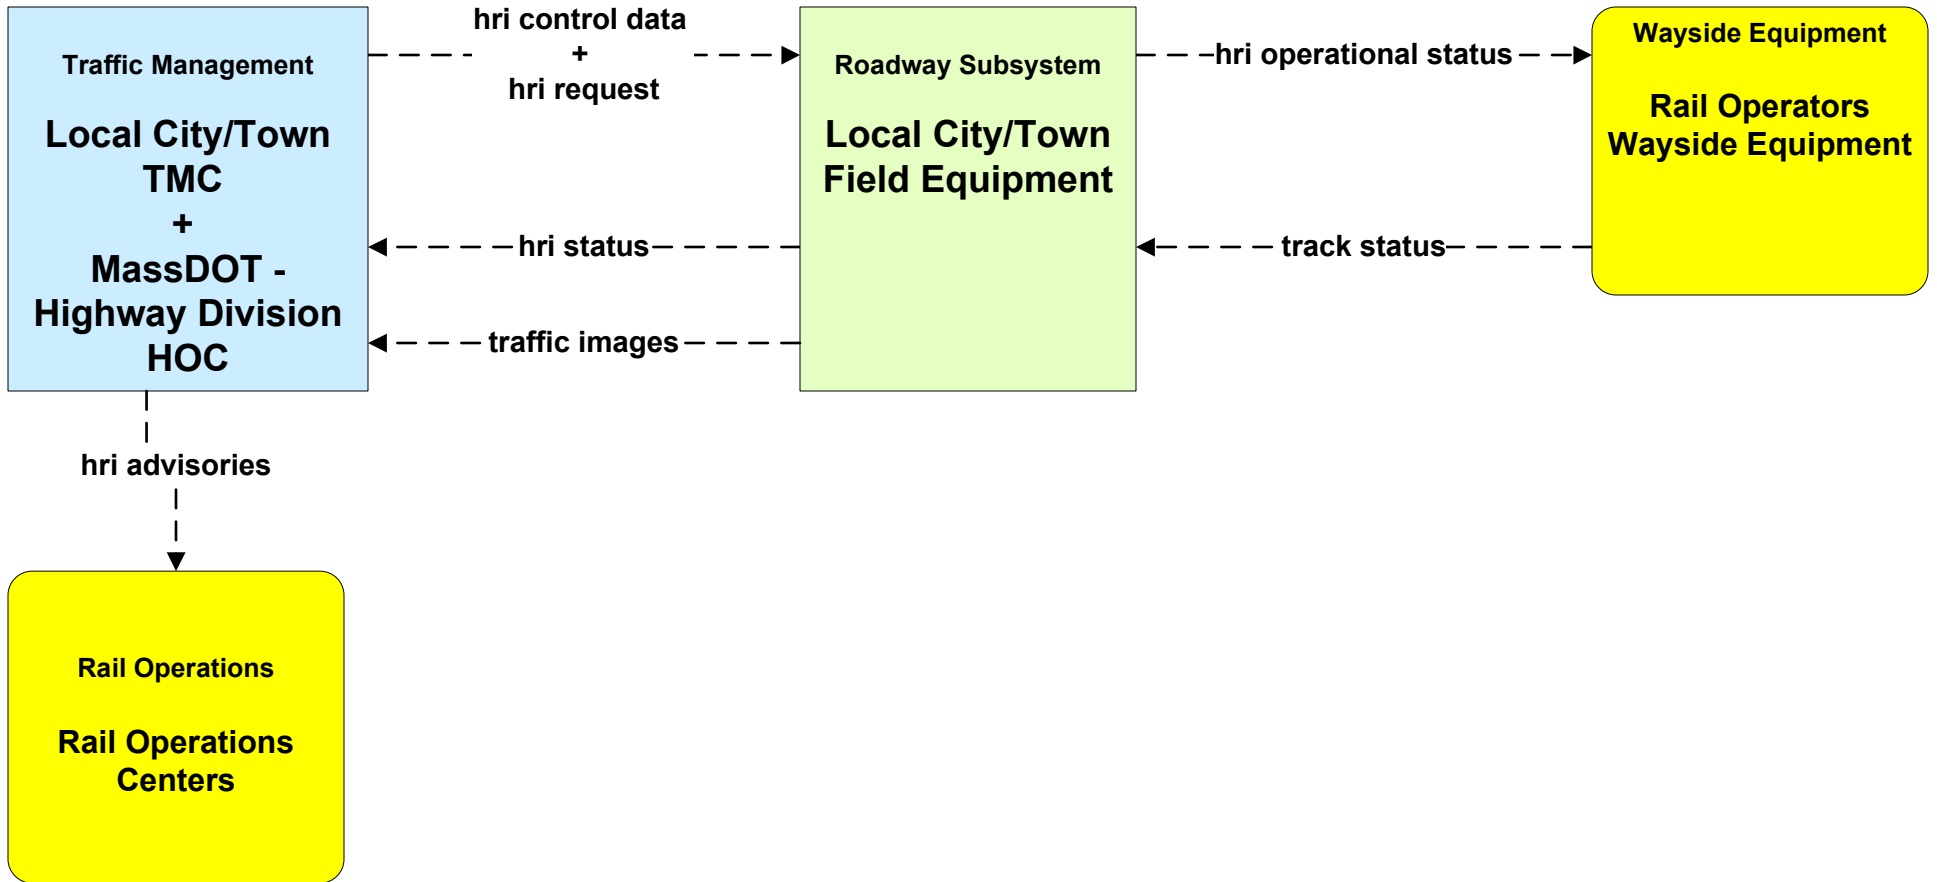 Traffic Management
Local City/Town
TMC
+
MassDOT -
Highway Division
HOC
hri control data
+
hri request
Roadway Subsystem
Local City/Town
Field Equipment
hri operational status
Wayside Equipment
Rail Operators
Wayside Equipment
hri status
track status
traffic images
hri advisories
Rail Operations
Rail Operations
Centers